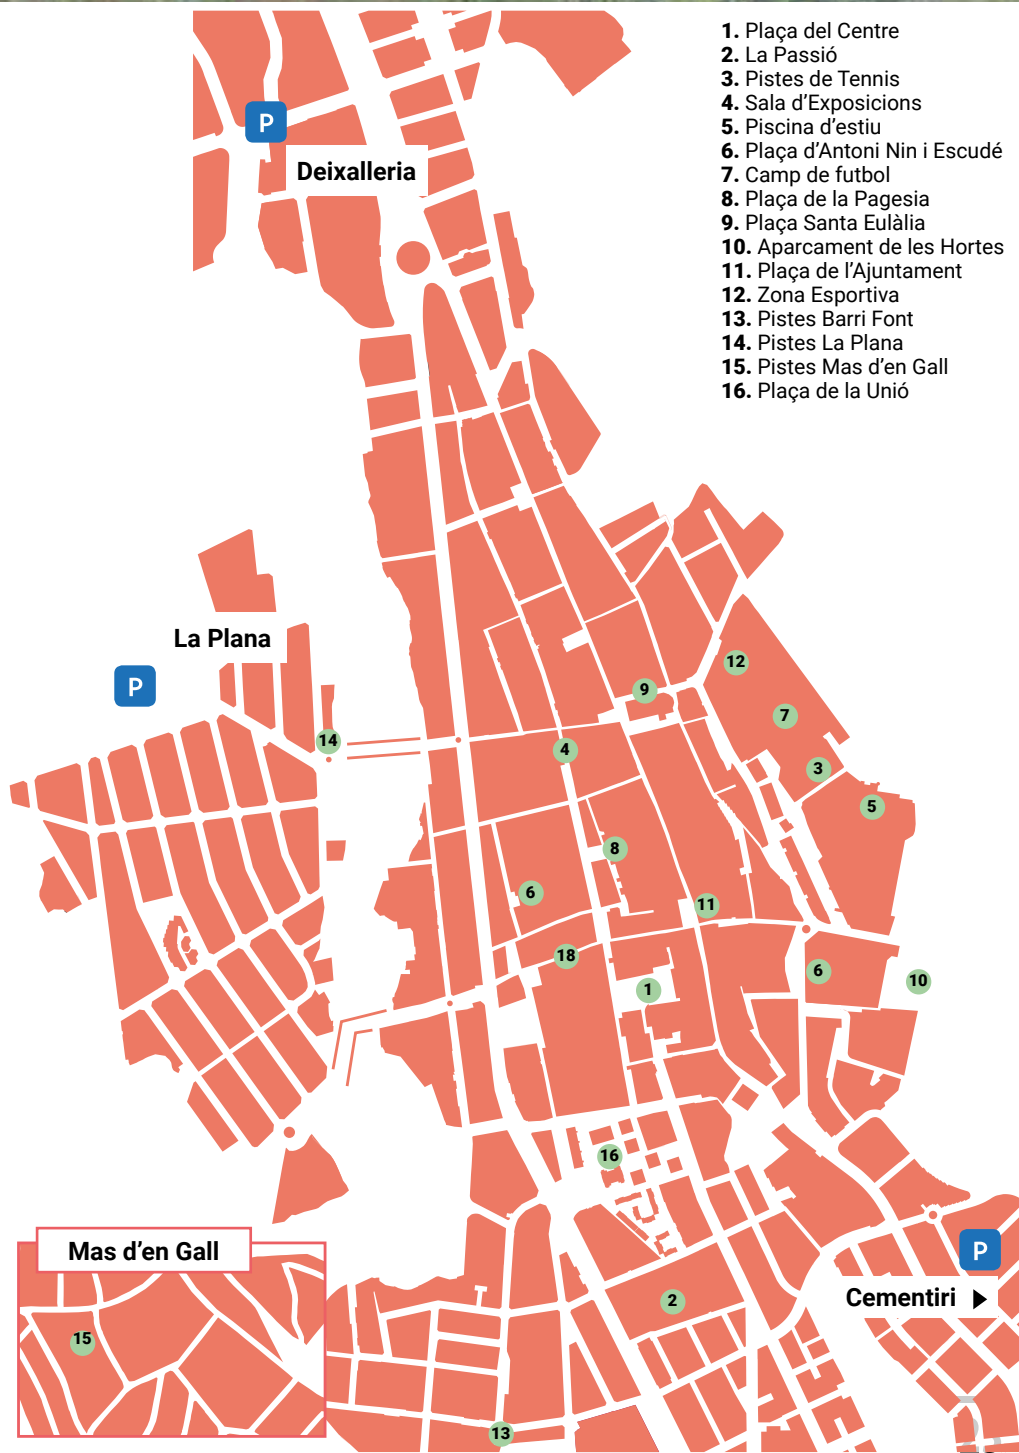 1. Plaça del Centre
2. La Passió
3. Pistes de Tennis
4. Sala d'Exposicions
5. Piscina d'estiu
6. Plaça d'Antoni Nin i Escudé
7. Camp de futbol
8. Plaça de la Pagesia
9. Plaça Santa Eulàlia
10. Aparcament de les Hortes
11. Plaça de l'Ajuntament
12. Zona Esportiva
13. Pistes Barri Font
14. Pistes La Plana
15. Pistes Mas d'en Gall
16. Plaça de la Unió
P
Deixalleria
La Plana
P
12
9
7
14
4
3
5
8
6
11
18
6
10
1
16
Mas d'en Gall
P
Cementiri
2
15
13